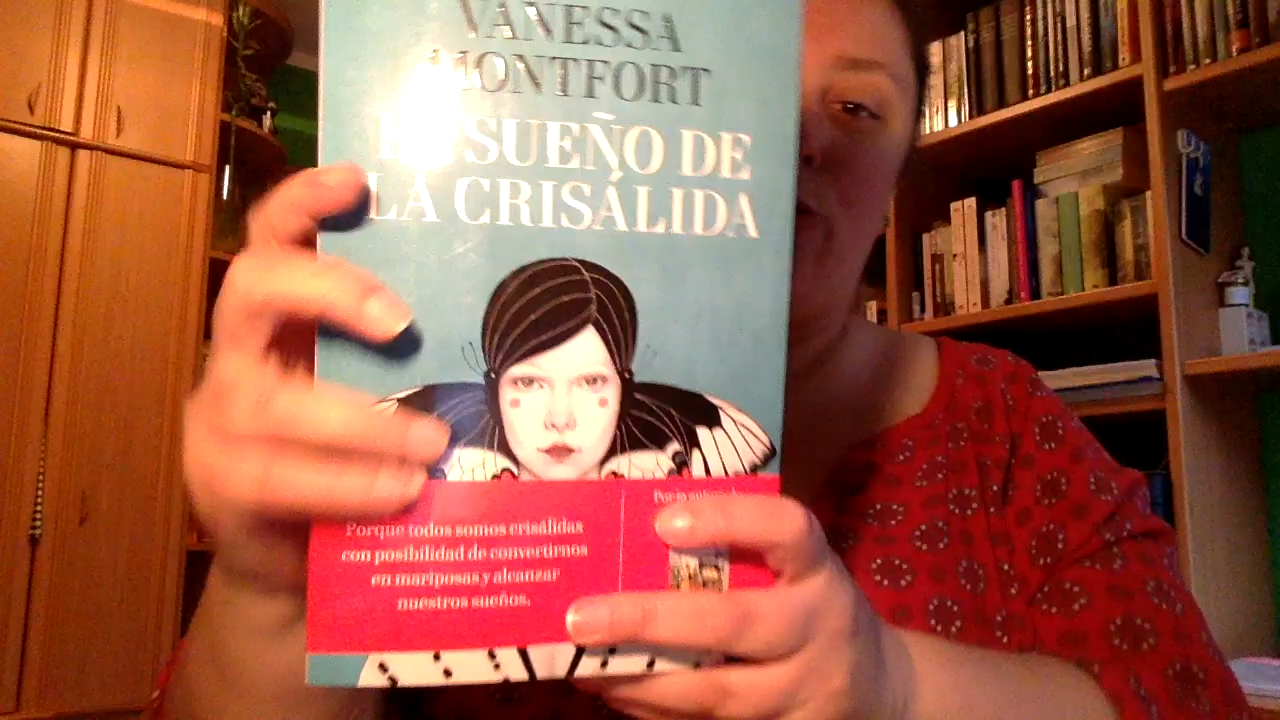 VANESSA
MONTFORT
EL SUEÑO DE
LA CRISÁLIDA
Porque todos somos crisálidas
con posibilidad de convertirnos
en mariposas y alcanzar
nuestros sueños.